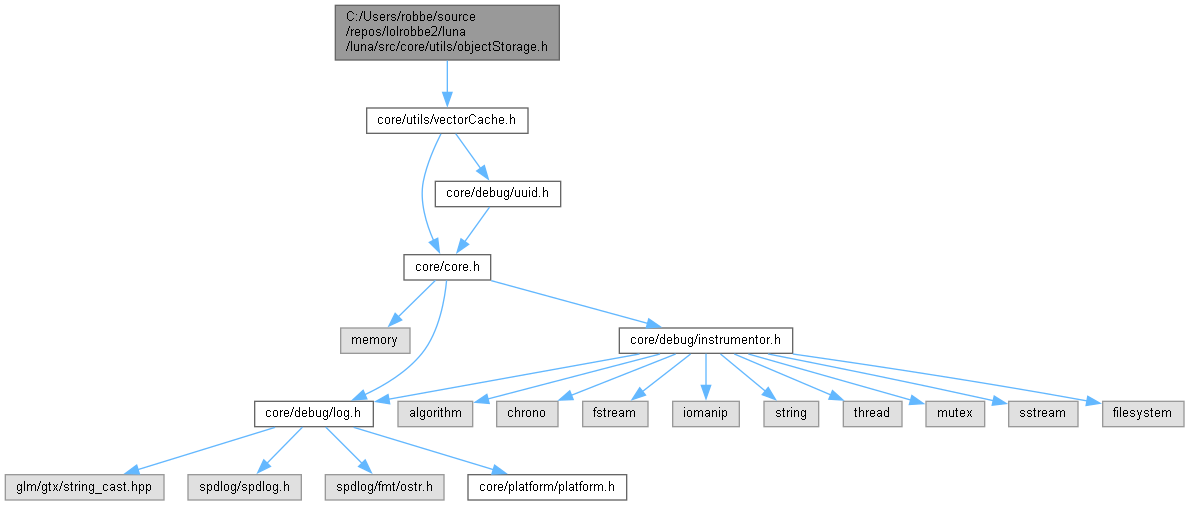 C:/Users/robbe/source
/repos/lolrobbe2/luna
/luna/src/core/utils/objectStorage.h
core/utils/vectorCache.h
core/debug/uuid.h
core/core.h
memory
core/debug/instrumentor.h
core/debug/log.h
algorithm
chrono
fstream
iomanip
string
thread
mutex
sstream
filesystem
glm/gtx/string_cast.hpp
spdlog/spdlog.h
spdlog/fmt/ostr.h
core/platform/platform.h